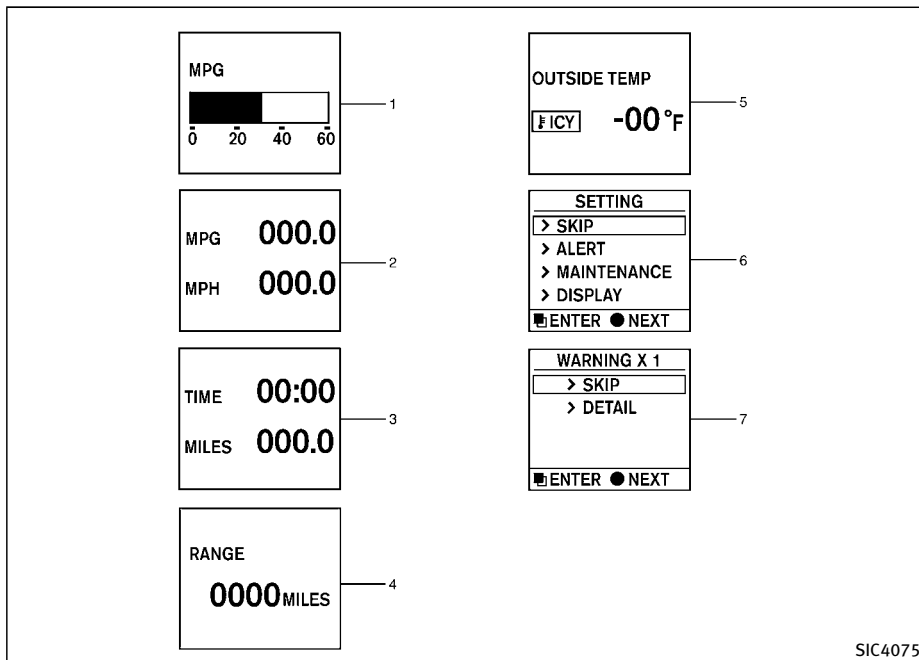 MPG
0 20 40 60
1
MPG 000.0
MPH 000.0
2
TIME 00:00
MILES 000.0
3
RANGE
0000 MILES
4
OUTSIDE TEMP
ICY -00°F
5
SETTING
> SKIP
> ALERT
> MAINTENANCE
> DISPLAY
ENTER ● NEXT
6
WARNING X 1
> SKIP
> DETAIL
ENTER ● NEXT
7
SIC4075